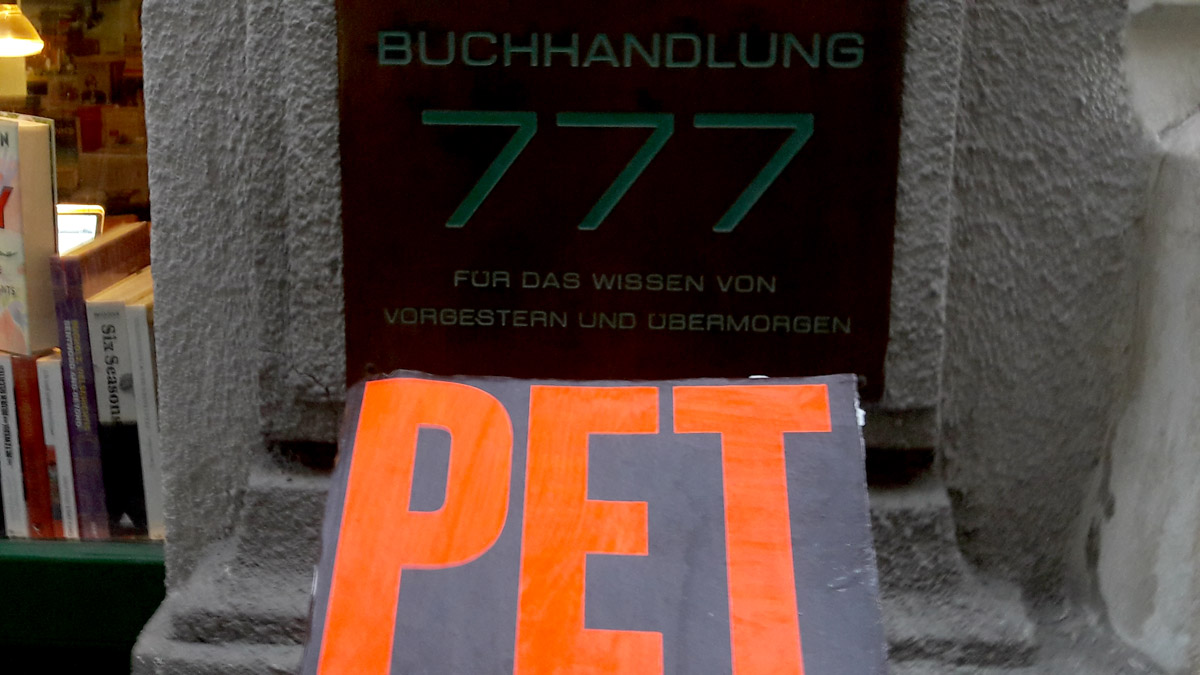 BUCHHANDLUNG
777
FÜR DAS WISSEN VON
VORGESTERN UND ÜBERMORGEN
PET
Six Seasons